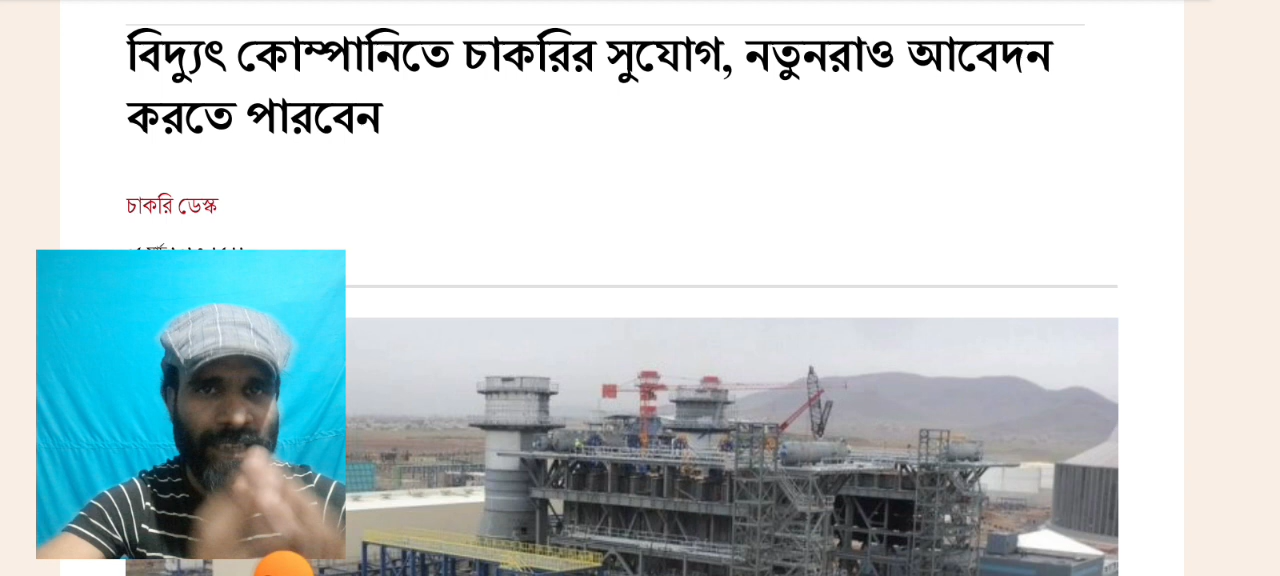 বিদ্যুৎ কোম্পানিতে চাকরির সুযোগ, নতুনরাও আবেদন
করতে পারবেন
চাকরি ডেস্ক